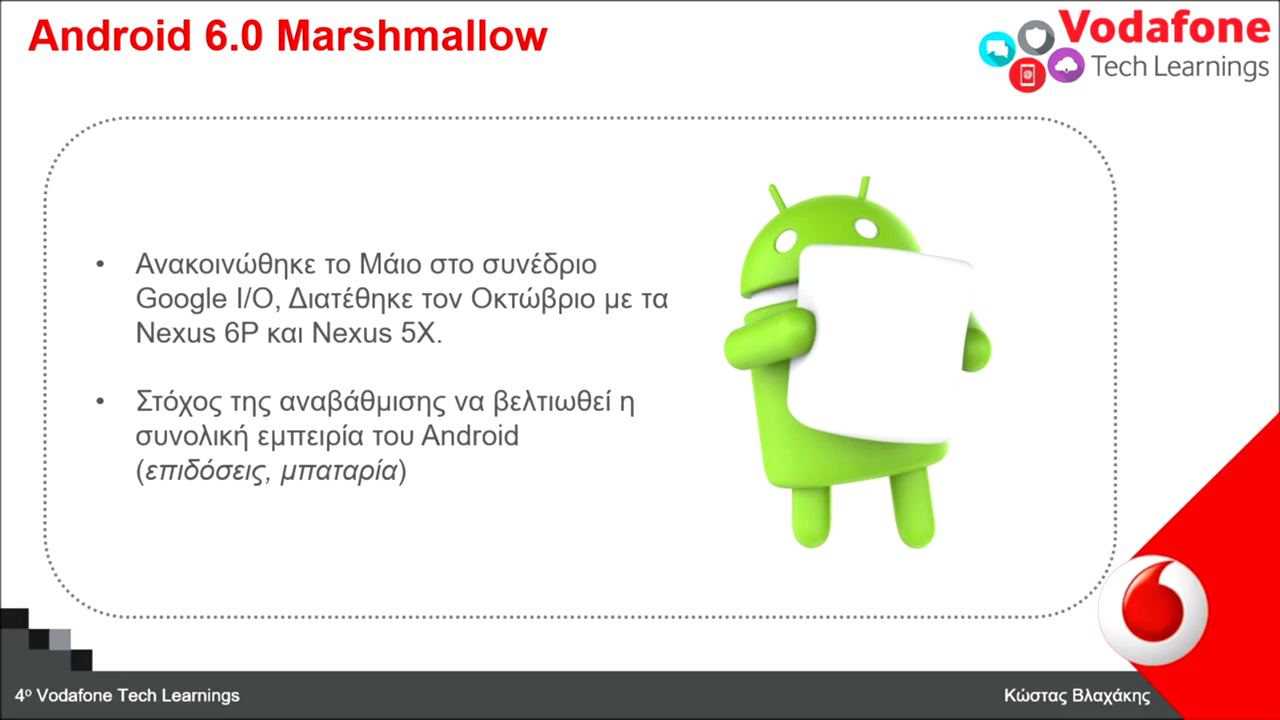 Android 6.0 Marshmallow
Vodafone
Tech Learnings
• Ανακοινώθηκε το Μάιο στο συνέδριο
Google I/O, Διατέθηκε τον Οκτώβριο με τα
Nexus 6P και Nexus 5X.
• Στόχος της αναβάθμισης να βελτιωθεί η
συνολική εμπειρία του Android
(επιδόσεις, μπαταρία)
4ο Vodafone Tech Learnings
Κώστας Βλαχάκης